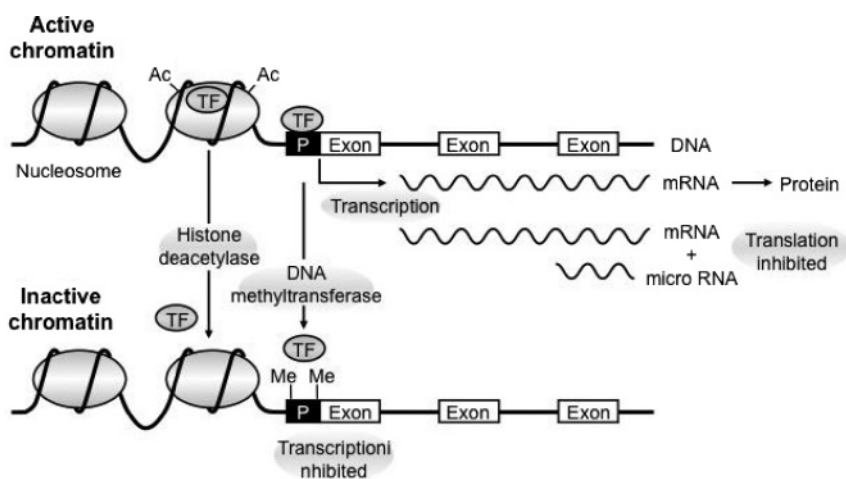 Active
chromatin
Ac
Ac
TF
TF
P
Exon
Exon
Exon
DNA
Nucleosome
Transcription
mRNA
Protein
Histone
deacetylase
DNA
methyltransferase
mRNA
+
micro RNA
Translation
inhibited
Inactive
chromatin
TF
TF
Me
Me
P
Exon
Exon
Exon
Transcriptioni
nhibited